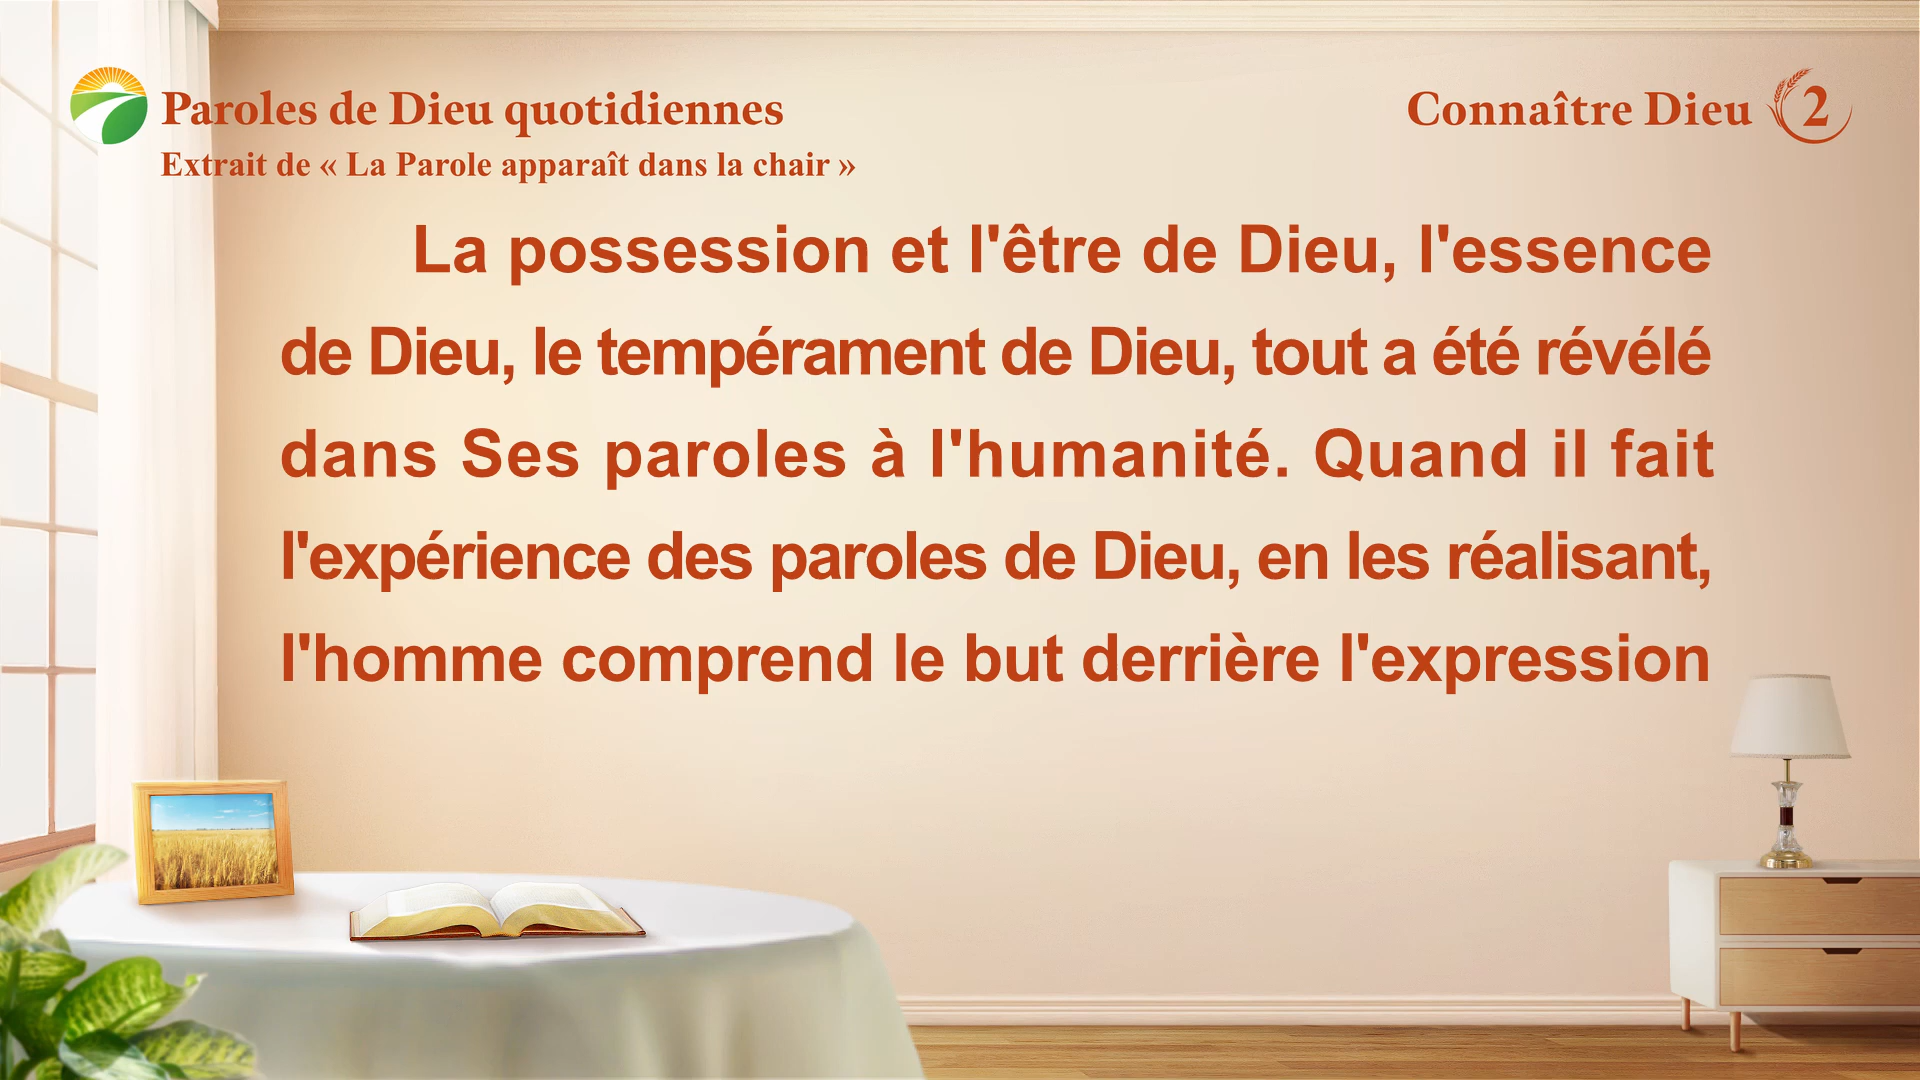 Paroles de Dieu quotidiennes
Extrait de « La Parole apparaît dans la chair »
Connaître Dieu 2
La possession et l'être de Dieu, l'essence
de Dieu, le tempérament de Dieu, tout a été révélé
dans Ses paroles à l'humanité. Quand il fait
l'expérience des paroles de Dieu, en les réalisant,
l'homme comprend le but derrière l'expression